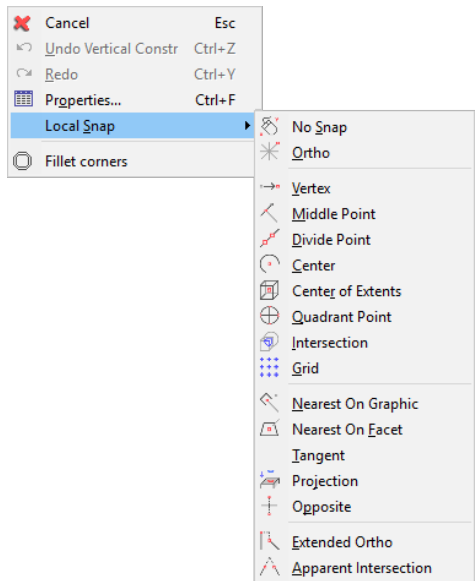 Cancel Esc
Undo Vertical Constr Ctrl+Z
Redo Ctrl+Y
Properties... Ctrl+F
Local Snap
Fillet corners
No Snap
Ortho
Vertex
Middle Point
Divide Point
Center
Center of Extents
Quadrant Point
Intersection
Grid
Nearest On Graphic
Nearest On Facet
Tangent
Projection
Opposite
Extended Ortho
Apparent Intersection